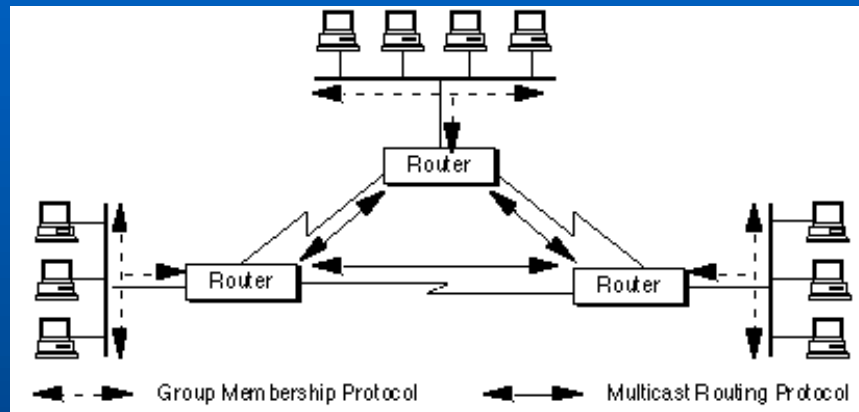 Router
Router
Router
Group Membership Protocol
Multicast Routing Protocol